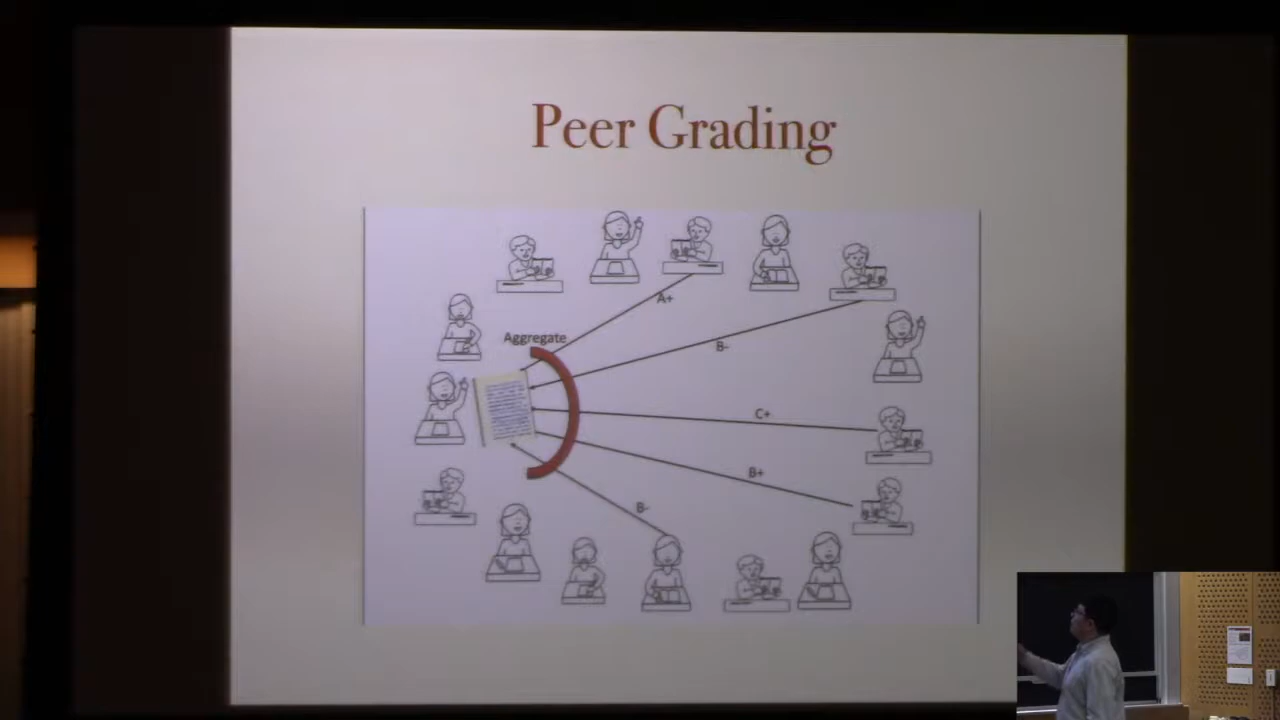 Peer Grading
A+
Aggregate
B-
C+
B+
B-